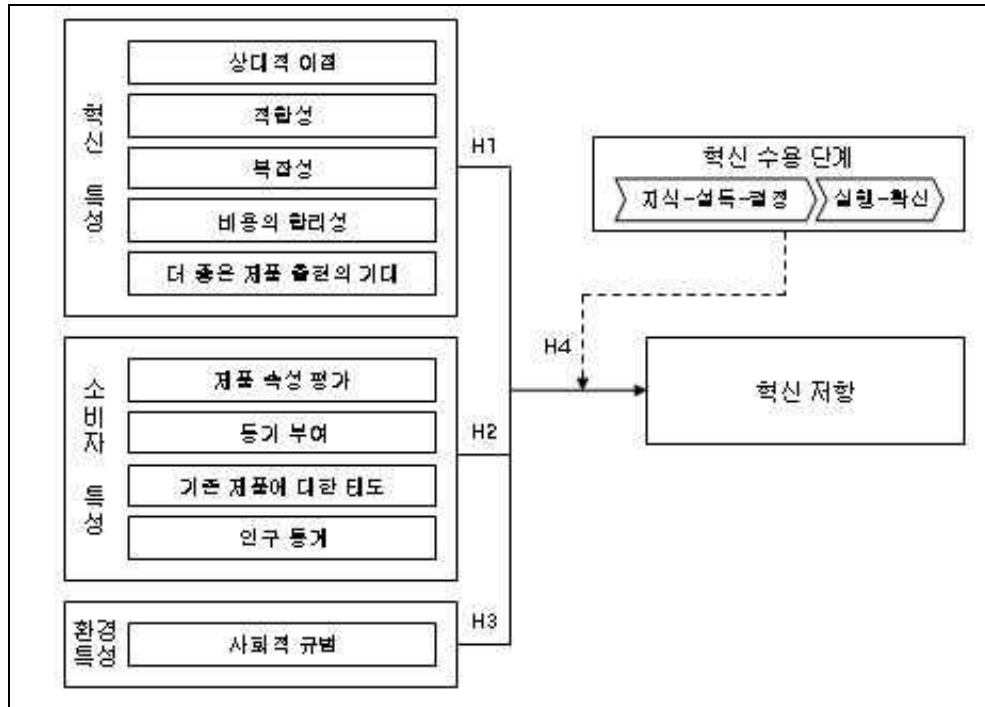 혁신 특성
상대적 이점
적합성
복잡성
비용의 합리성
더 좋은 제품 출현의 기대
H1
소비자 특성
제품 속성 평가
동기 부여
기존 제품에 대한 태도
인구 통계
H2
환경
특성
사회적 규범
H3
혁신 수용 단계
지식-설득-결정
실행-확신
H4
혁신 저항